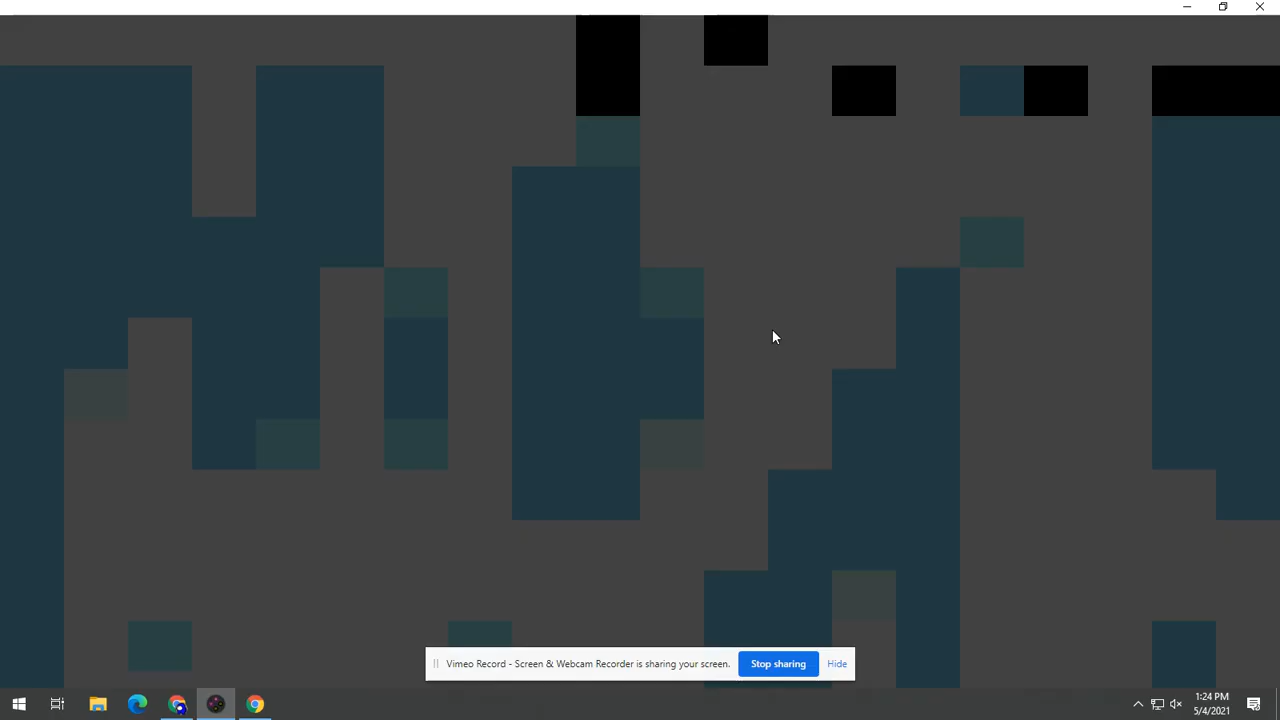 Vimeo Record - Screen & Webcam Recorder is sharing your screen.
Stop sharing
Hide
1:24 PM
5/4/2021